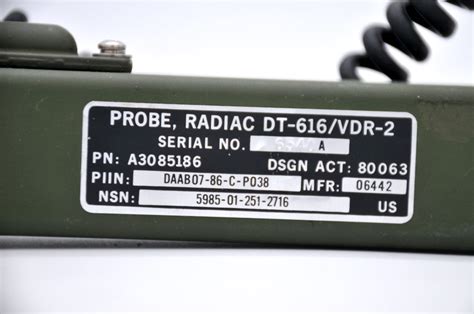 PROBE, RADIAC DT-616/VDR-2
SERIAL NO. A
PN: A3085186 DSGN ACT: 80063
PIIN: DAAB07-86-C-P038 MFR: 06442
NSN: 5985-01-251-2716 US